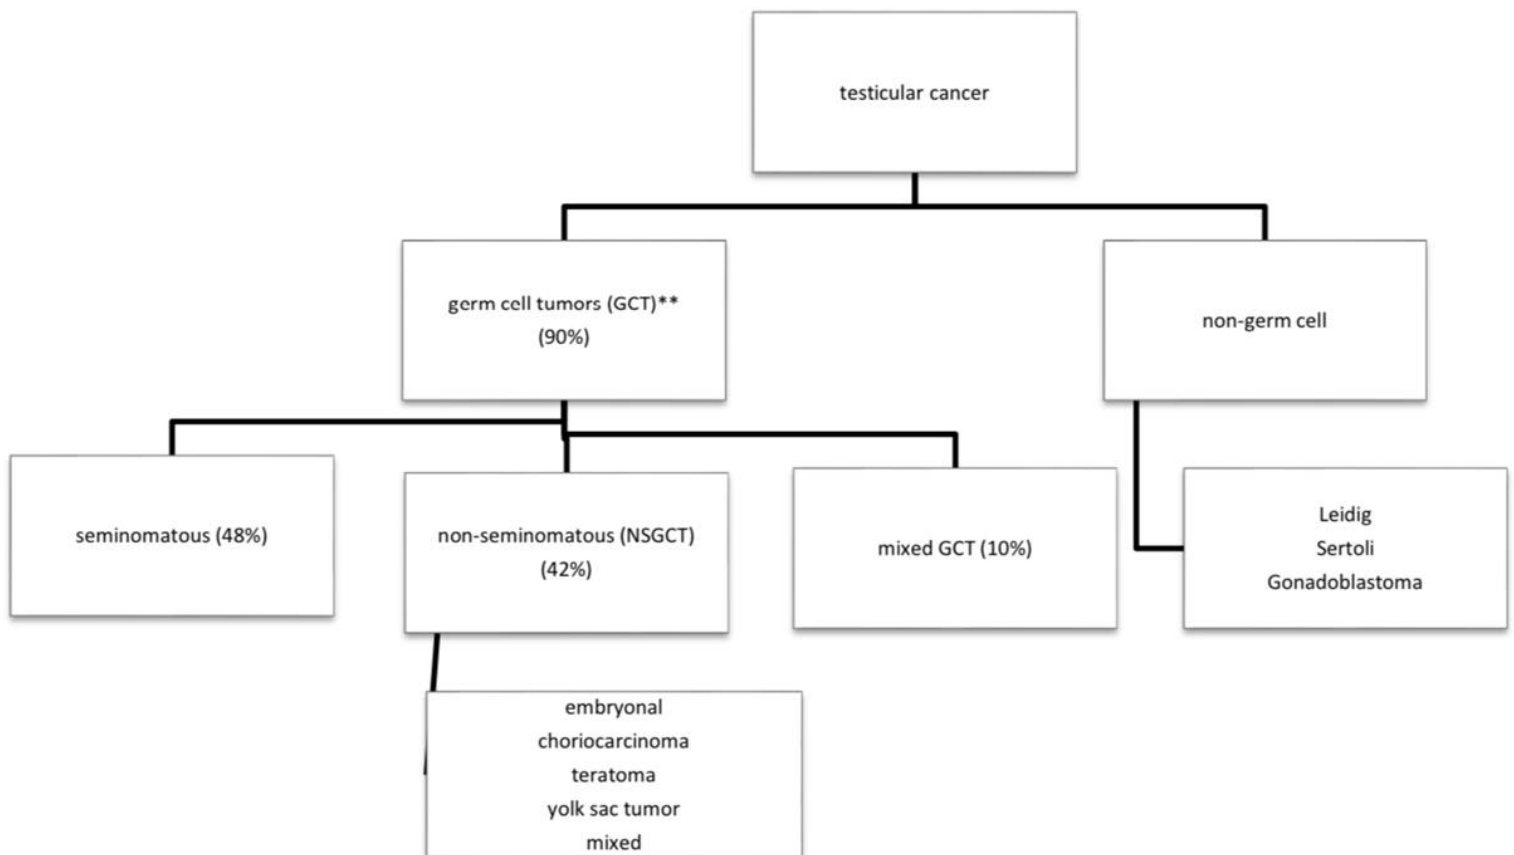 testicular cancer
germ cell tumors (GCT)**
(90%)
non-germ cell
seminomatous (48%)
non-seminomatous (NSGCT)
(42%)
mixed GCT (10%)
Leidig
Sertoli
Gonadoblastoma
embryonal
choriocarcinoma
teratoma
yolk sac tumor
mixed